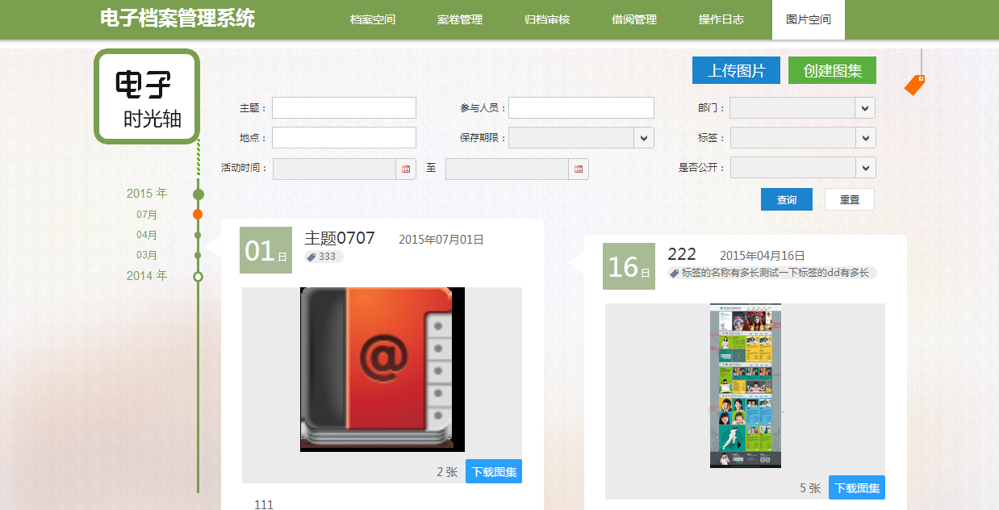 电子档案管理系统
档案空间 案卷管理 归档审核 借阅管理 操作日志 图片空间
电子
时光轴
上传图片 创建图集
主题： 参与人员： 部门：
地点： 保存期限： 标签：
活动时间： 至 是否公开：
查询 重置
2015 年
07月
04月
03月
2014 年
01日
主题0707 2015年07月01日
333
@
2 张 下载图集
111
16日
222 2015年04月16日
标签的名称有多长测试一下标签的dd有多长
5 张 下载图集